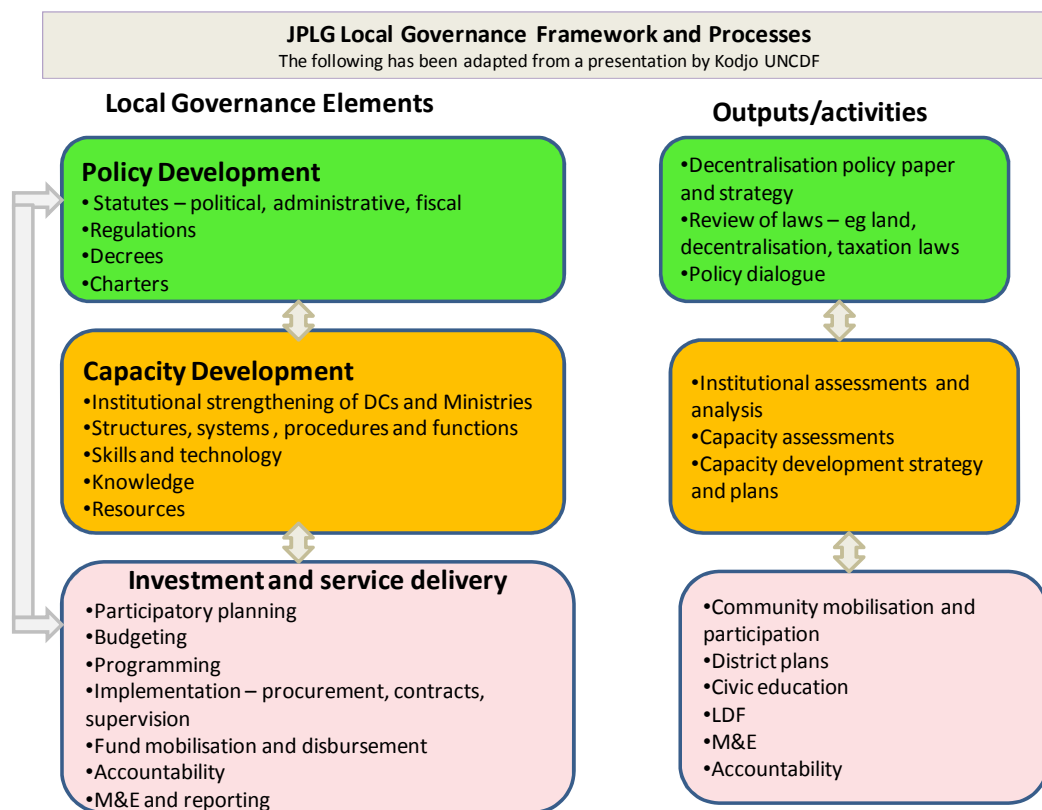 JPLG Local Governance Framework and Processes
The following has been adapted from a presentation by Kodjo UNCDF
Local Governance Elements
Policy Development
• Statutes – political, administrative, fiscal
•Regulations
•Decrees
•Charters
Capacity Development
•Institutional strengthening of DCs and Ministries
•Structures, systems , procedures and functions
•Skills and technology
•Knowledge
•Resources
Investment and service delivery
•Participatory planning
•Budgeting
•Programming
•Implementation – procurement, contracts,
supervision
•Fund mobilisation and disbursement
•Accountability
•M&E and reporting
Outputs/activities
•Decentralisation policy paper
and strategy
•Review of laws – eg land,
decentralisation, taxation laws
•Policy dialogue
•Institutional assessments and
analysis
•Capacity assessments
•Capacity development strategy
and plans
•Community mobilisation and
participation
•District plans
•Civic education
•LDF
•M&E
•Accountability